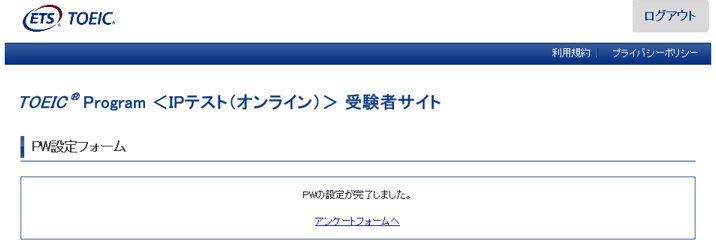 ETS TOEIC.
ログアウト
利用規約 | プライバシーポリシー
TOEIC® Program ＜IPテスト（オンライン）＞ 受験者サイト
PW設定フォーム
PWの設定が完了しました。
アンケートフォームへ